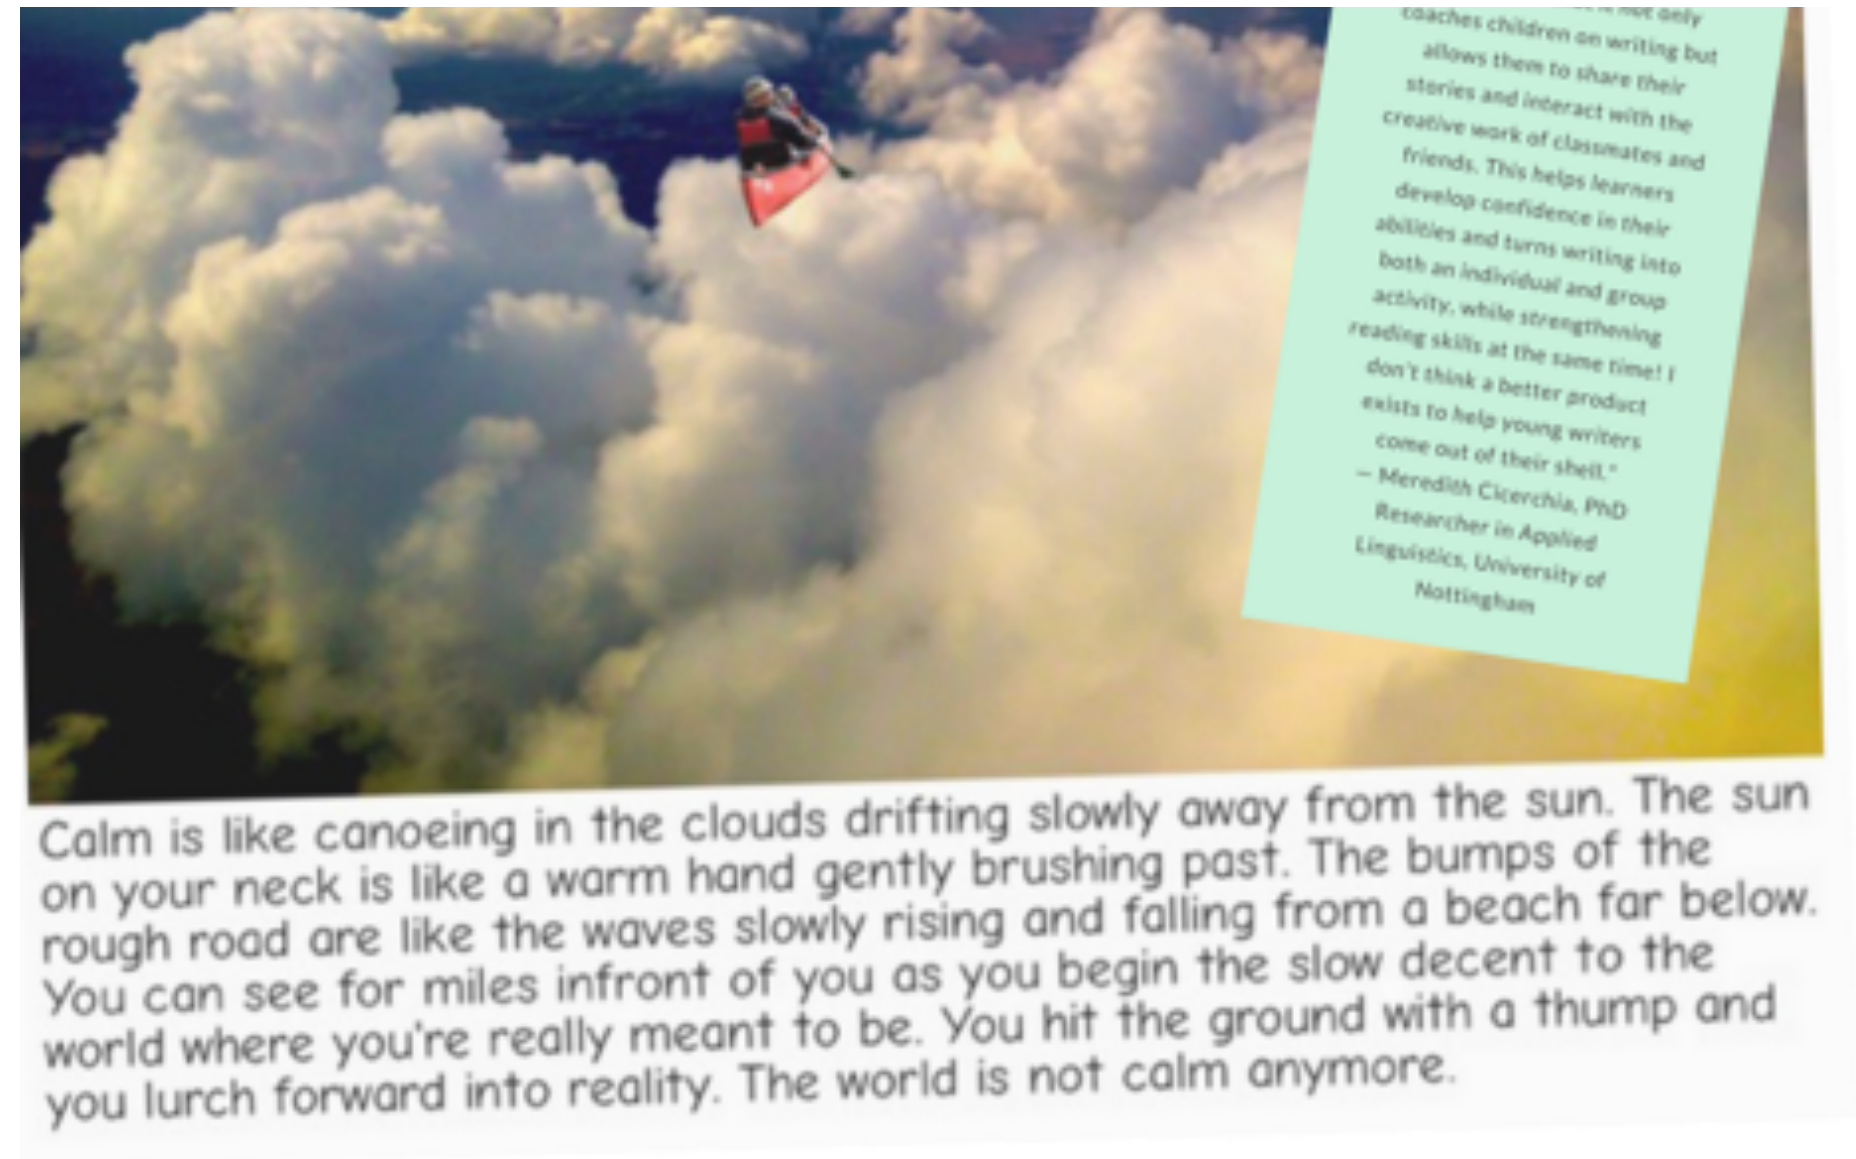 not only
coaches children on writing but
allows them to share their
stories and interact with the
creative work of classmates and
friends. This helps learners
develop confidence in their
abilities and turns writing into
both an individual and group
activity, while strengthening
reading skills at the same time! I
don't think a better product
exists to help young writers
come out of their shell."
— Meredith Cicerchia, PhD
Researcher in Applied
Linguistics, University of
Nottingham
Calm is like canoeing in the clouds drifting slowly away from the sun. The sun
on your neck is like a warm hand gently brushing past. The bumps of the
rough road are like the waves slowly rising and falling from a beach far below.
You can see for miles infront of you as you begin the slow decent to the
world where you're really meant to be. You hit the ground with a thump and
you lurch forward into reality. The world is not calm anymore.